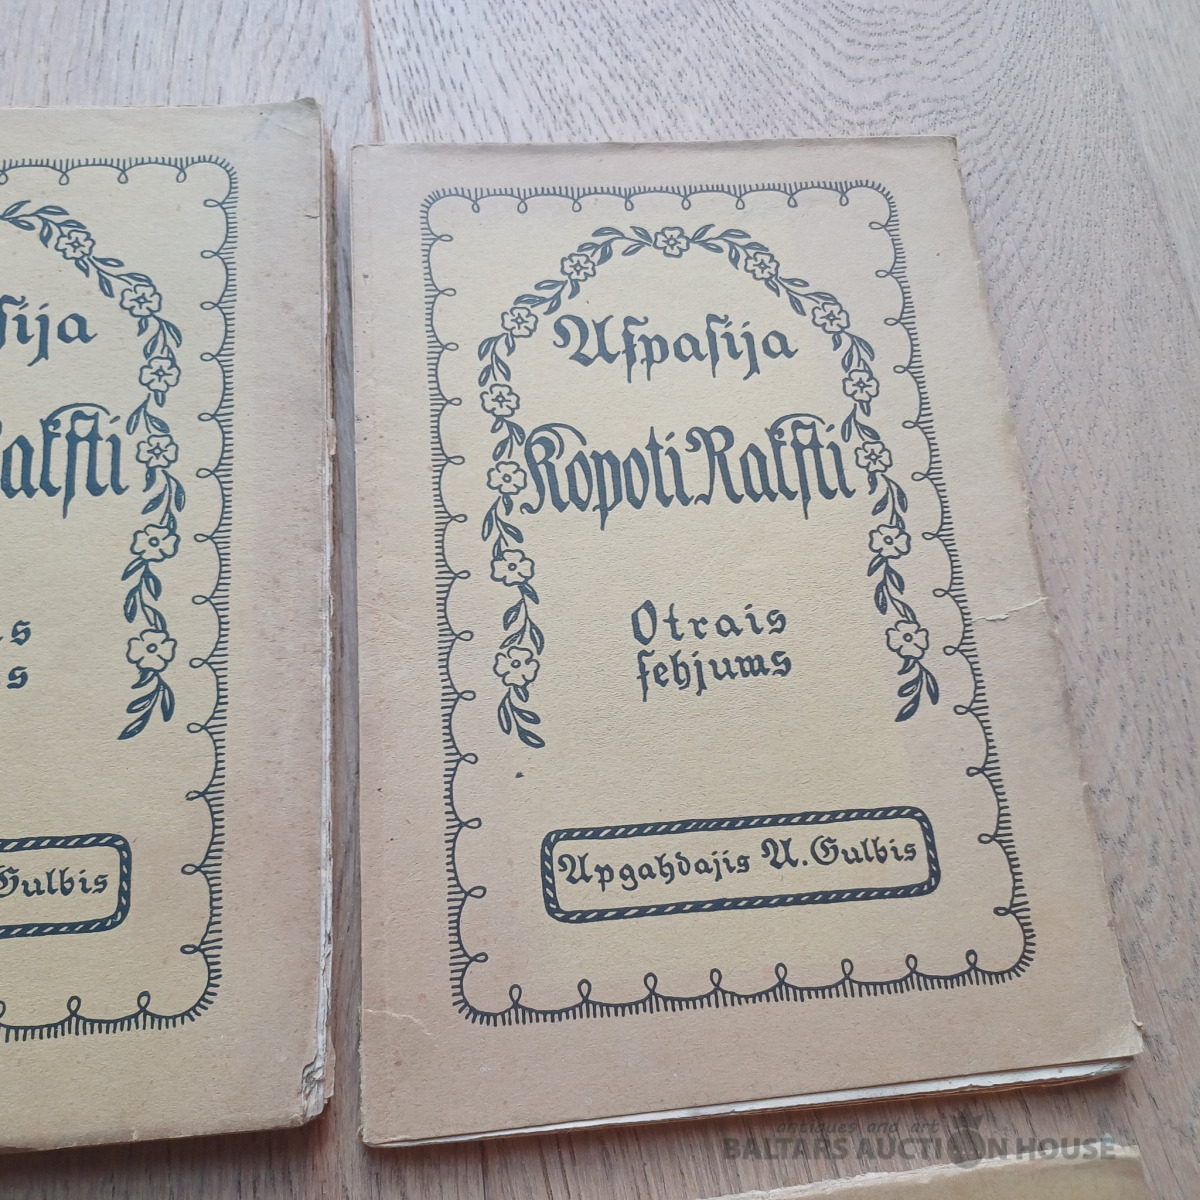 sija
Rakſti
s
s
Gulbis
Aſpaſija
Kopoti Rakſti
Otrais
ſehjums
Apgahdajis A. Gulbis
antiques and art
BALTARS AUCTION HOUSE